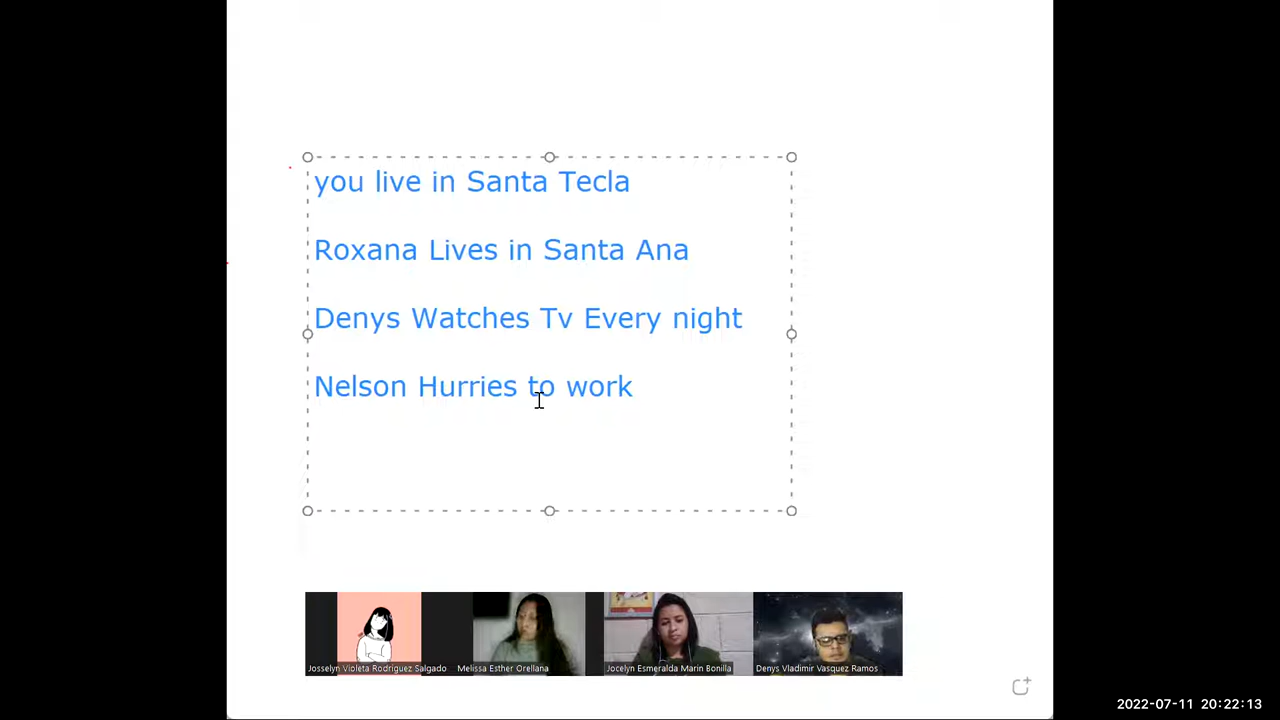 you live in Santa Tecla
Roxana Lives in Santa Ana
Denys Watches Tv Every night
Nelson Hurries to work
Josselyn Violeta Rodriguez Salgado
Melissa Esther Orellana
Jocelyn Esmeralda Marin Bonilla
Denys Vladimir Vasquez Ramos
2022-07-11 20:22:13